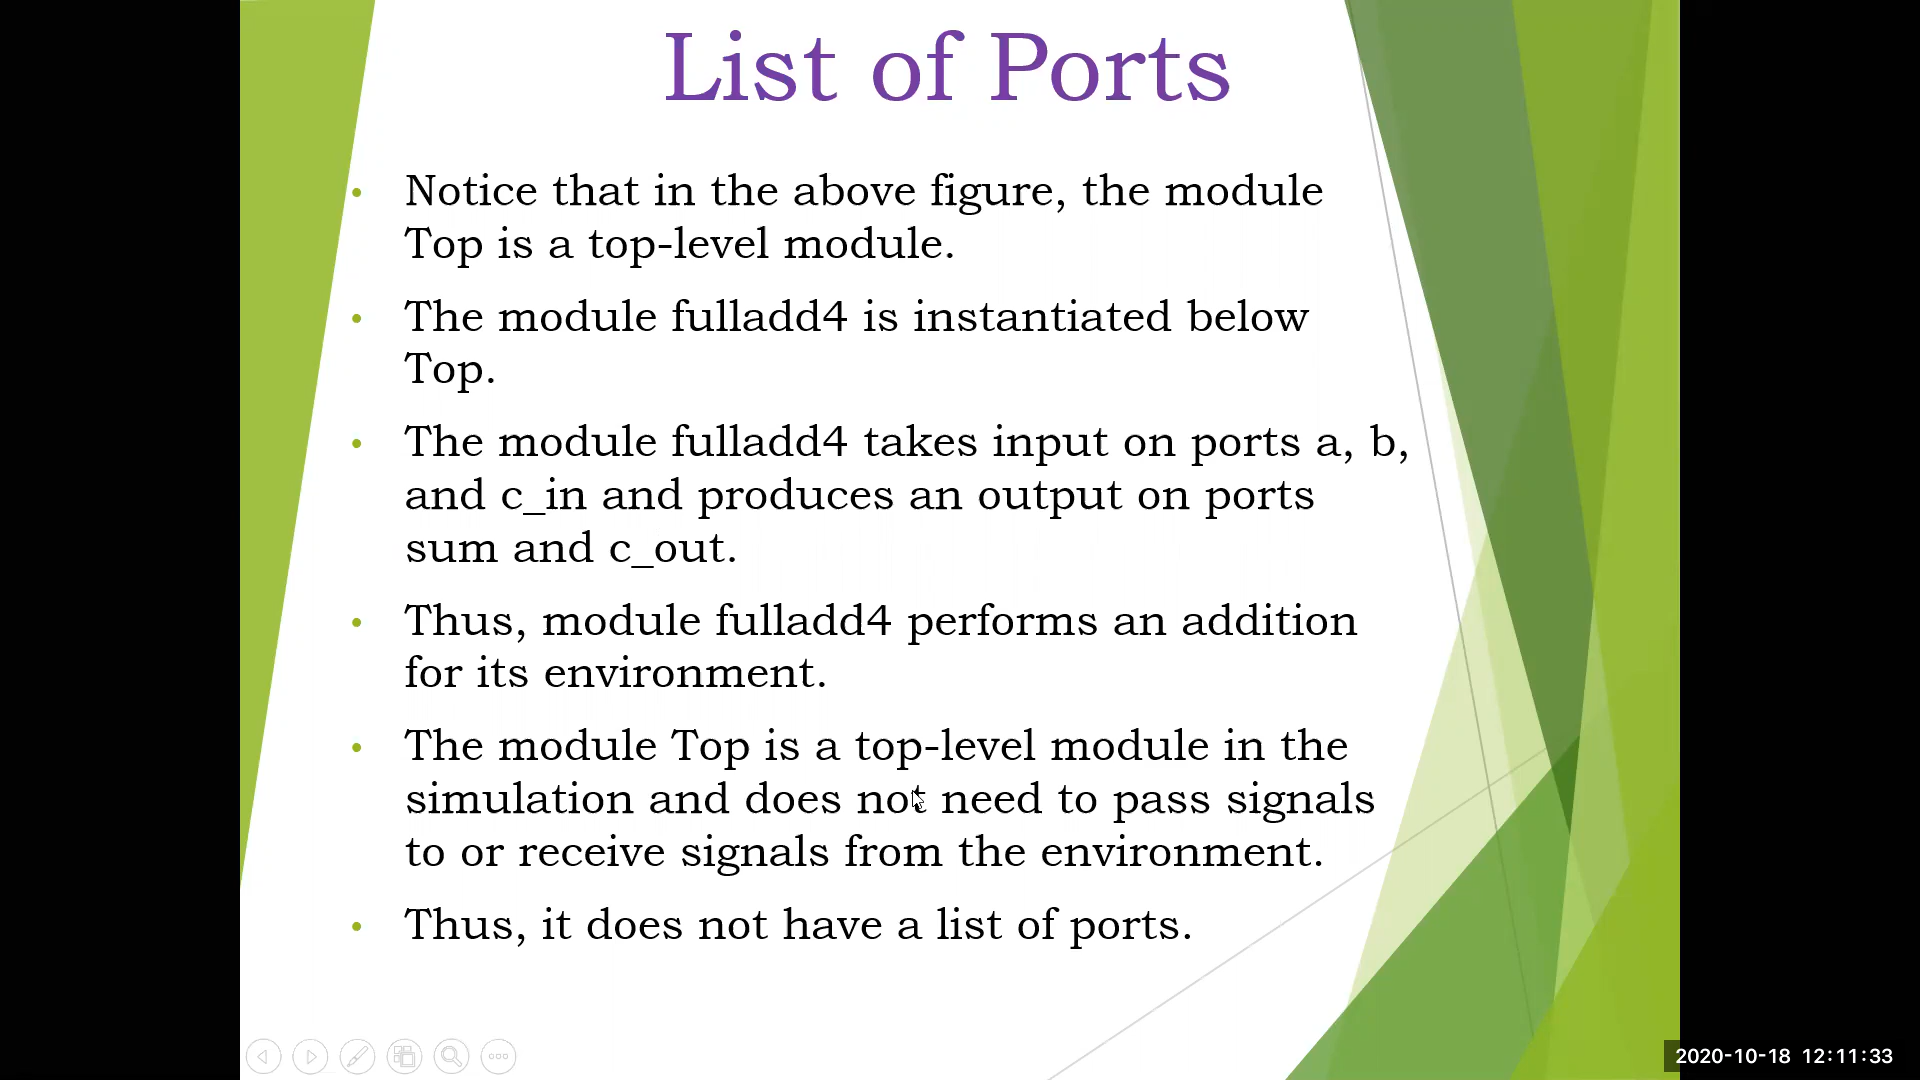 List of Ports
• Notice that in the above figure, the module
Top is a top-level module.
• The module fulladd4 is instantiated below
Top.
• The module fulladd4 takes input on ports a, b,
and c_in and produces an output on ports
sum and c_out.
• Thus, module fulladd4 performs an addition
for its environment.
• The module Top is a top-level module in the
simulation and does not need to pass signals
to or receive signals from the environment.
• Thus, it does not have a list of ports.
2020-10-18 12:11:33